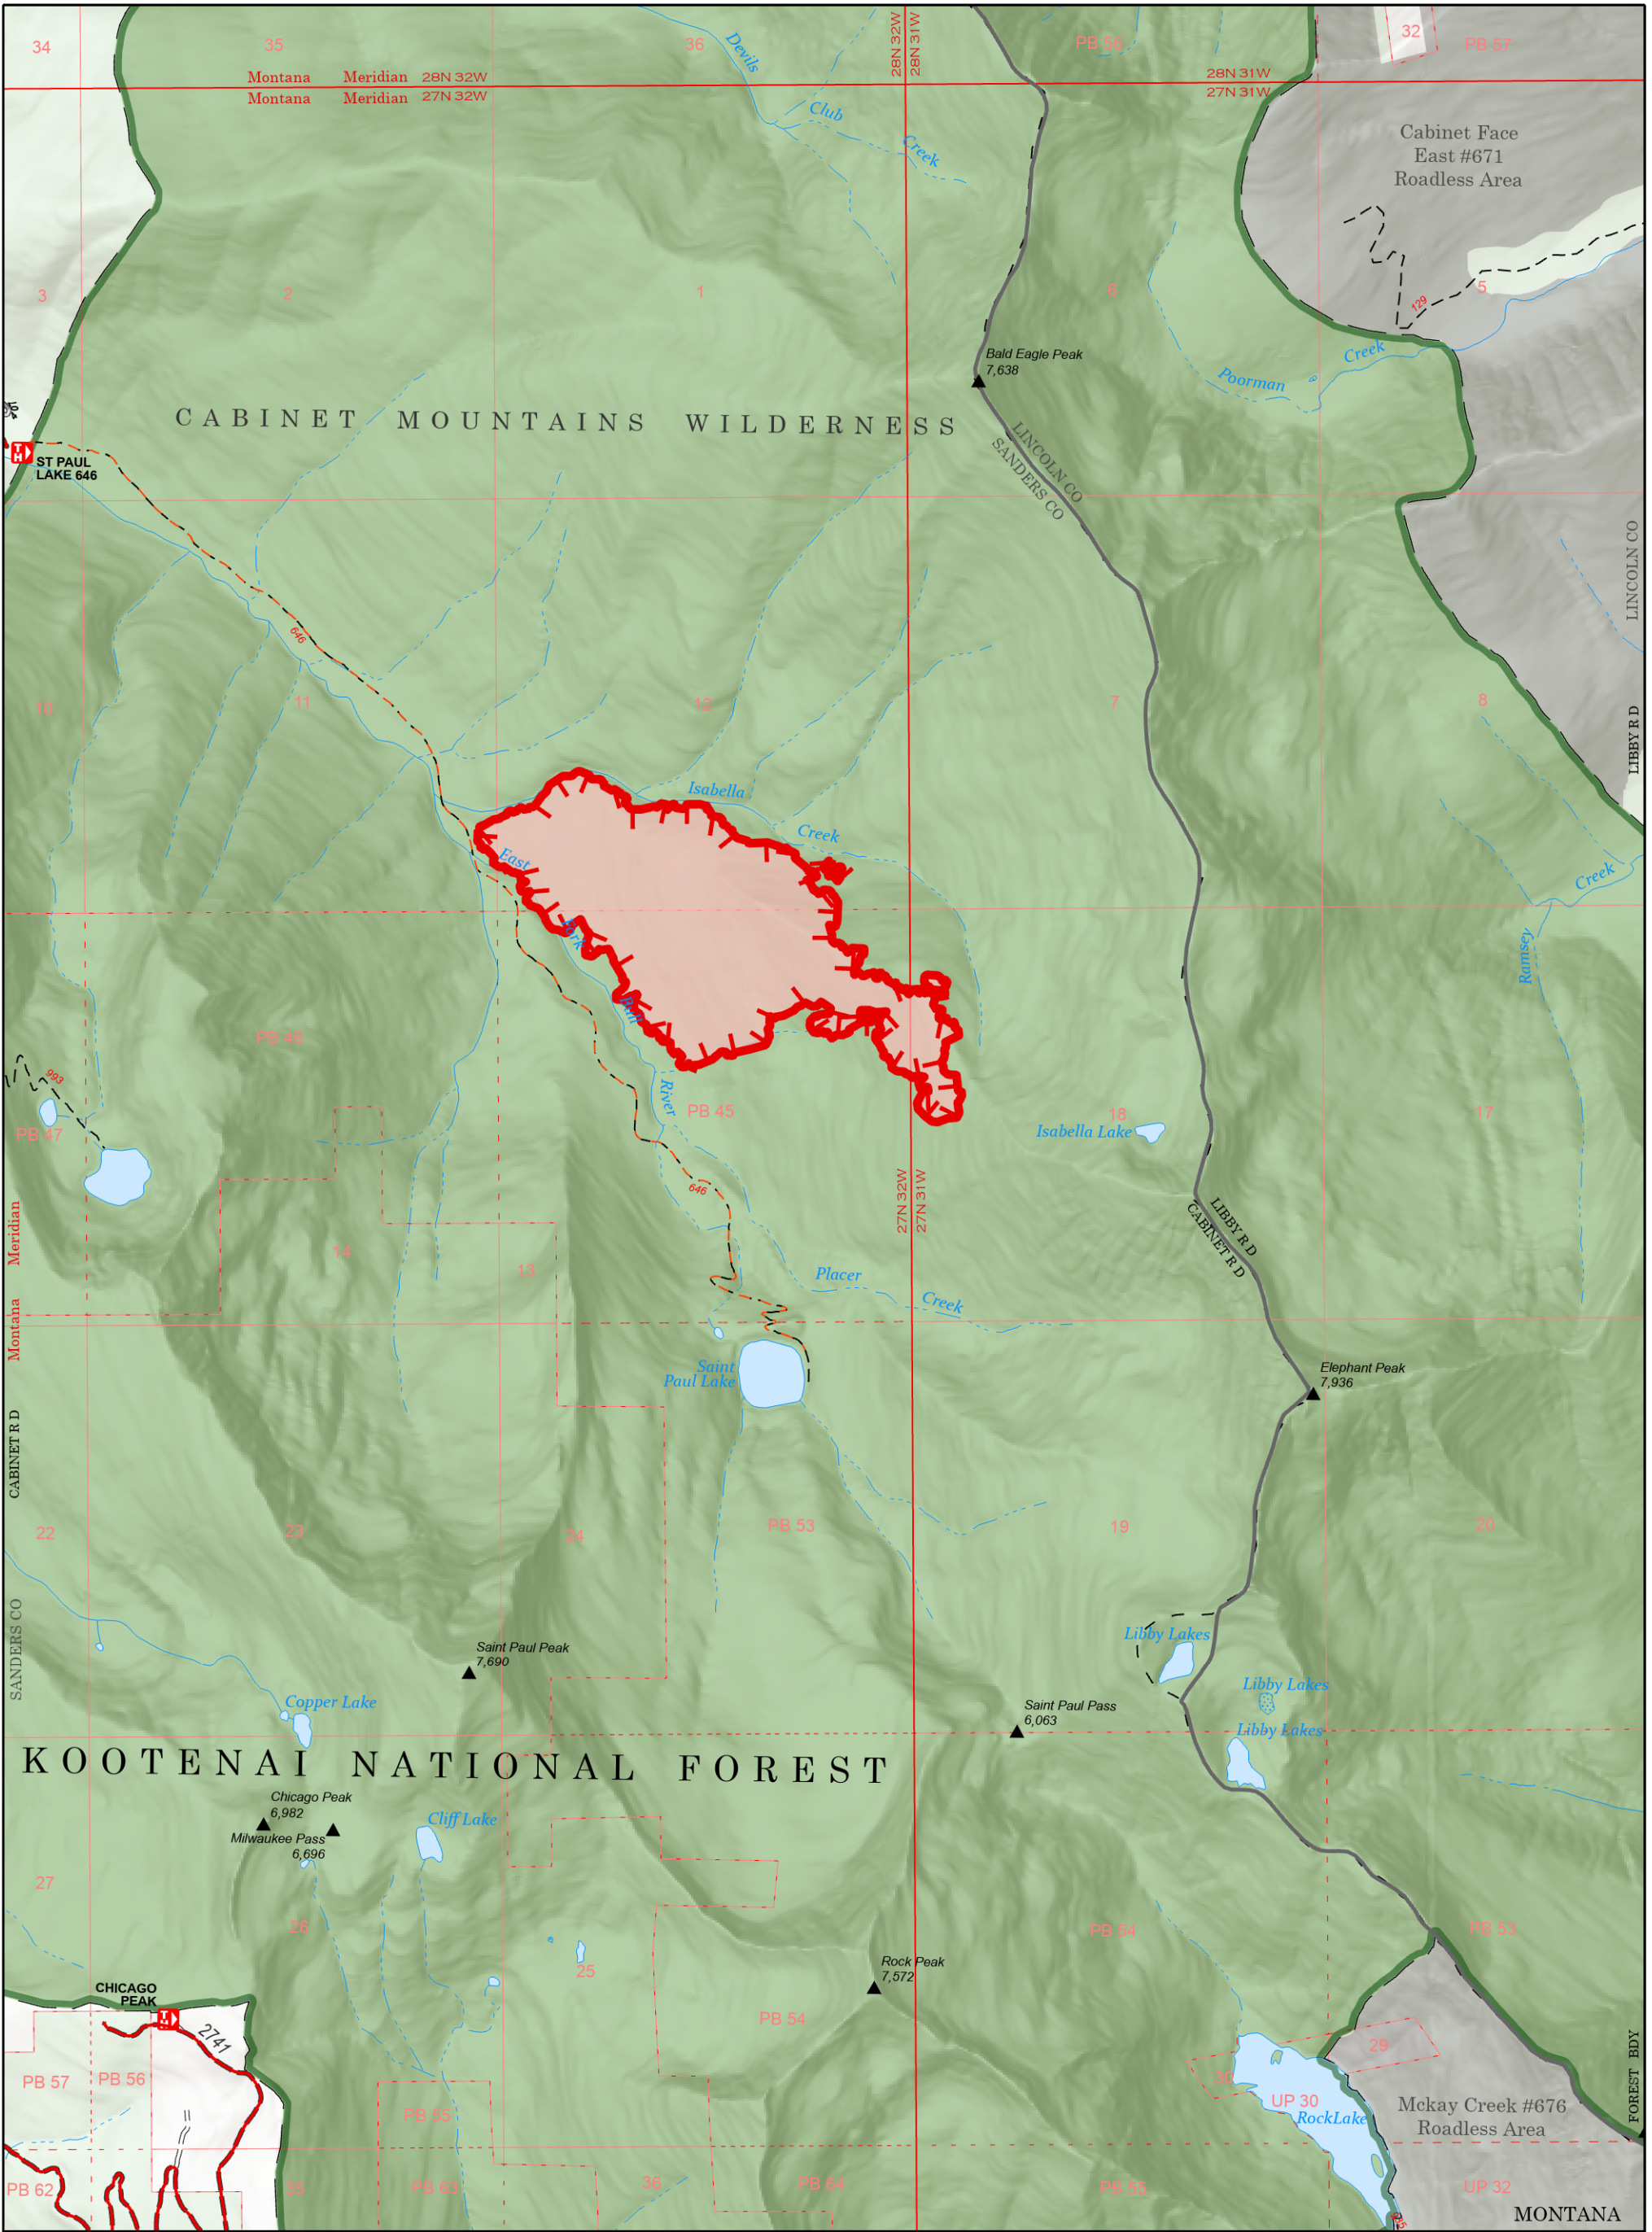 34
35
36
Devils
28N 32W
28N 31W
PB 56
32
PB 57
Montana Meridian 28N 32W
Montana Meridian 27N 32W
28N 31W
27N 31W
Club
Creek
Cabinet Face
East #671
Roadless Area
3
2
1
6
5
129
Bald Eagle Peak
7,638
Poorman
Creek
CABINET MOUNTAINS WILDERNESS
LINCOLN CO
SANDERS CO
TH
ST PAUL
LAKE 646
LINCOLN CO
646
10
11
12
7
8
LIBBY R D
Isabella
Creek
East
Fork
Bull
River
Creek
Ramsey
PB 46
993
PB 47
PB 45
18
17
Isabella Lake
646
27N 32W
27N 31W
Montana Meridian
LIBBY R D
CABINET R D
14
13
Placer
Creek
Saint
Paul Lake
Elephant Peak
7,936
CABINET R D
22
23
24
PB 53
19
20
SANDERS CO
Saint Paul Peak
7,690
Libby Lakes
Libby Lakes
Libby Lakes
Copper Lake
Saint Paul Pass
6,063
KOOTENAI NATIONAL FOREST
Chicago Peak
6,982
Milwaukee Pass
6,696
Cliff Lake
27
26
25
PB 54
PB 53
Rock Peak
7,572
CHICAGO
PEAK
TH
2741
PB 54
29
30
UP 30
RockLake
PB 57
PB 56
PB 55
Mckay Creek #676
Roadless Area
FOREST BDY
PB 62
35
PB 63
36
PB 64
PB 55
UP 32
MONTANA